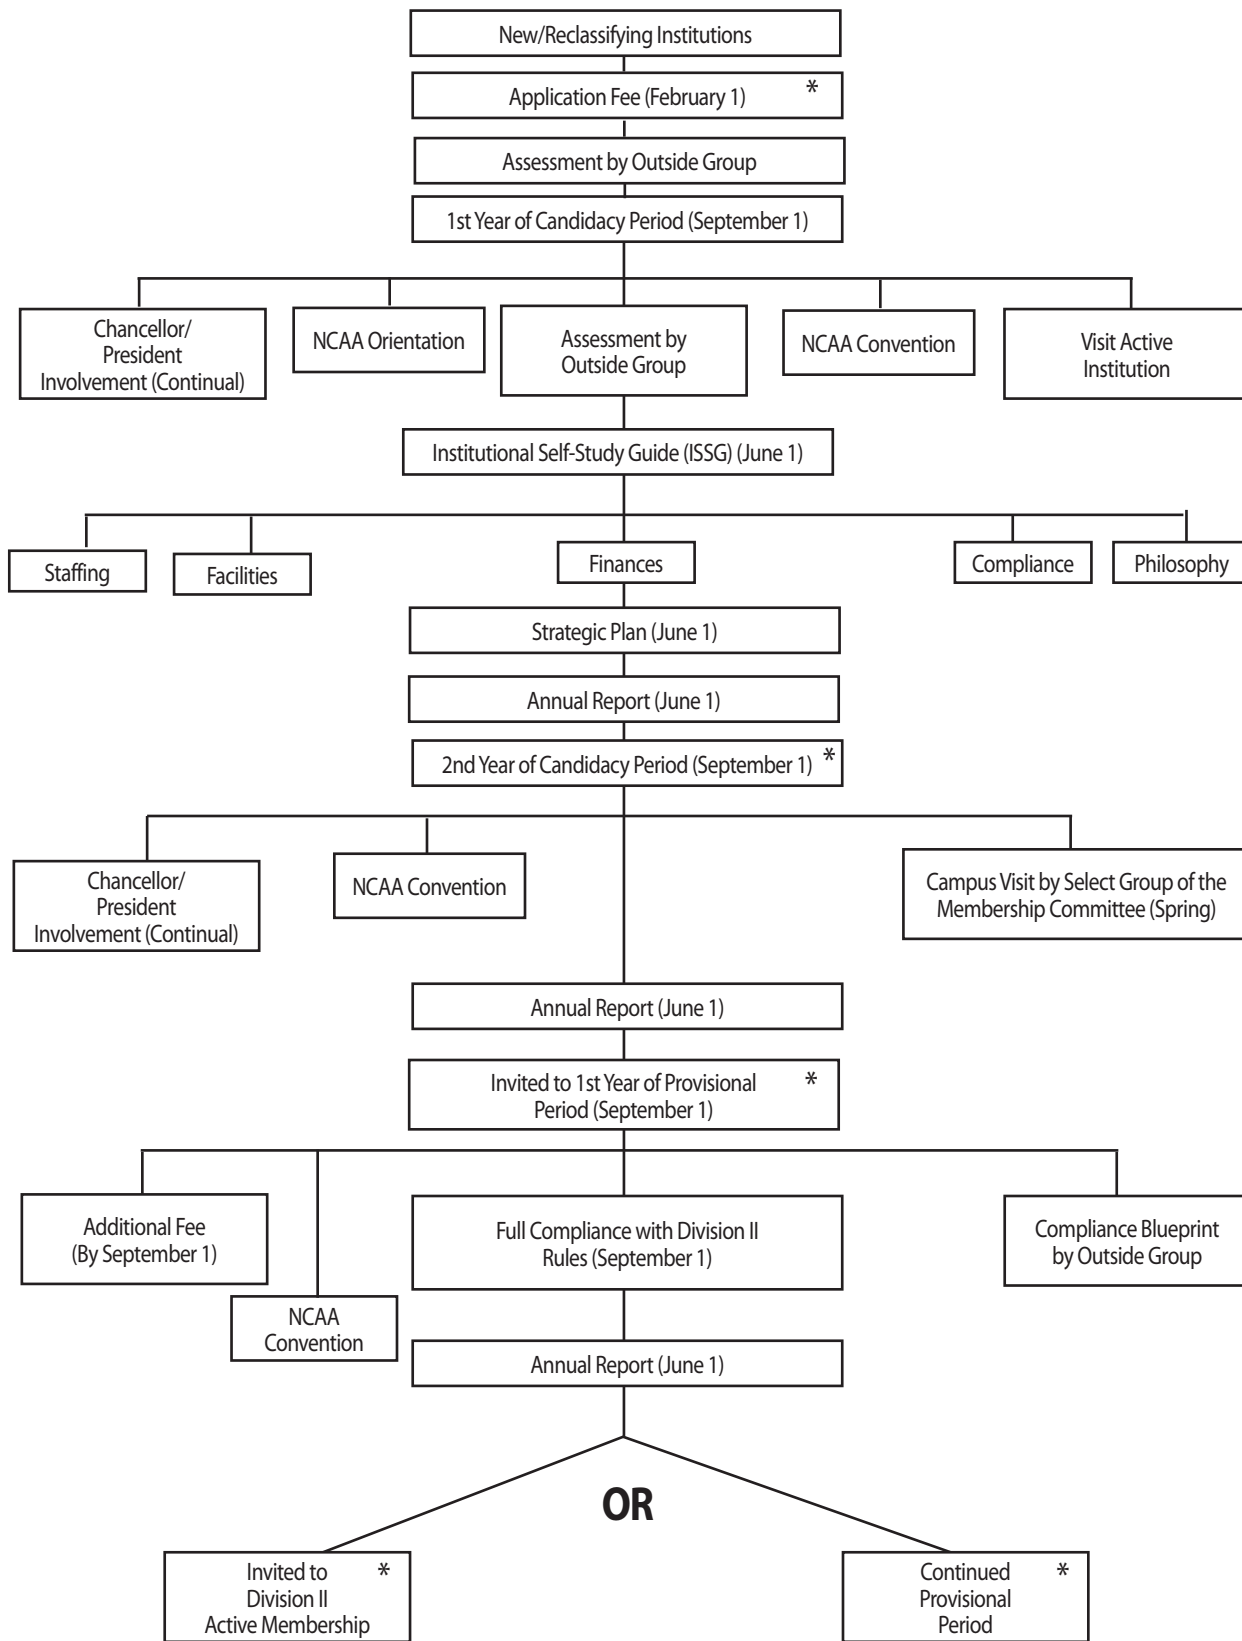 New/Reclassifying Institutions
Application Fee (February 1) *
Assessment by Outside Group
1st Year of Candidacy Period (September 1)
Chancellor/
President
Involvement (Continual)
NCAA Orientation
Assessment by
Outside Group
NCAA Convention
Visit Active
Institution
Institutional Self-Study Guide (ISSG) (June 1)
Staffing
Facilities
Finances
Compliance
Philosophy
Strategic Plan (June 1)
Annual Report (June 1)
2nd Year of Candidacy Period (September 1) *
Chancellor/
President
Involvement (Continual)
NCAA Convention
Campus Visit by Select Group of the
Membership Committee (Spring)
Annual Report (June 1)
Invited to 1st Year of Provisional *
Period (September 1)
Additional Fee
(By September 1)
NCAA
Convention
Full Compliance with Division II
Rules (September 1)
Compliance Blueprint
by Outside Group
Annual Report (June 1)
OR
Invited to *
Division II
Active Membership
Continued *
Provisional
Period